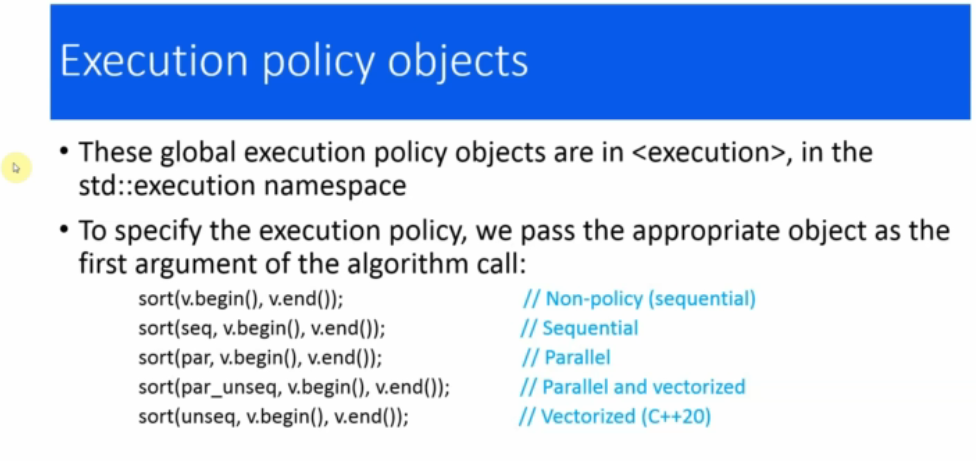 Execution policy objects
• These global execution policy objects are in <execution>, in the
std::execution namespace
• To specify the execution policy, we pass the appropriate object as the
first argument of the algorithm call:
sort(v.begin(), v.end()); // Non-policy (sequential)
sort(seq, v.begin(), v.end()); // Sequential
sort(par, v.begin(), v.end()); // Parallel
sort(par_unseq, v.begin(), v.end()); // Parallel and vectorized
sort(unseq, v.begin(), v.end()); // Vectorized (C++20)